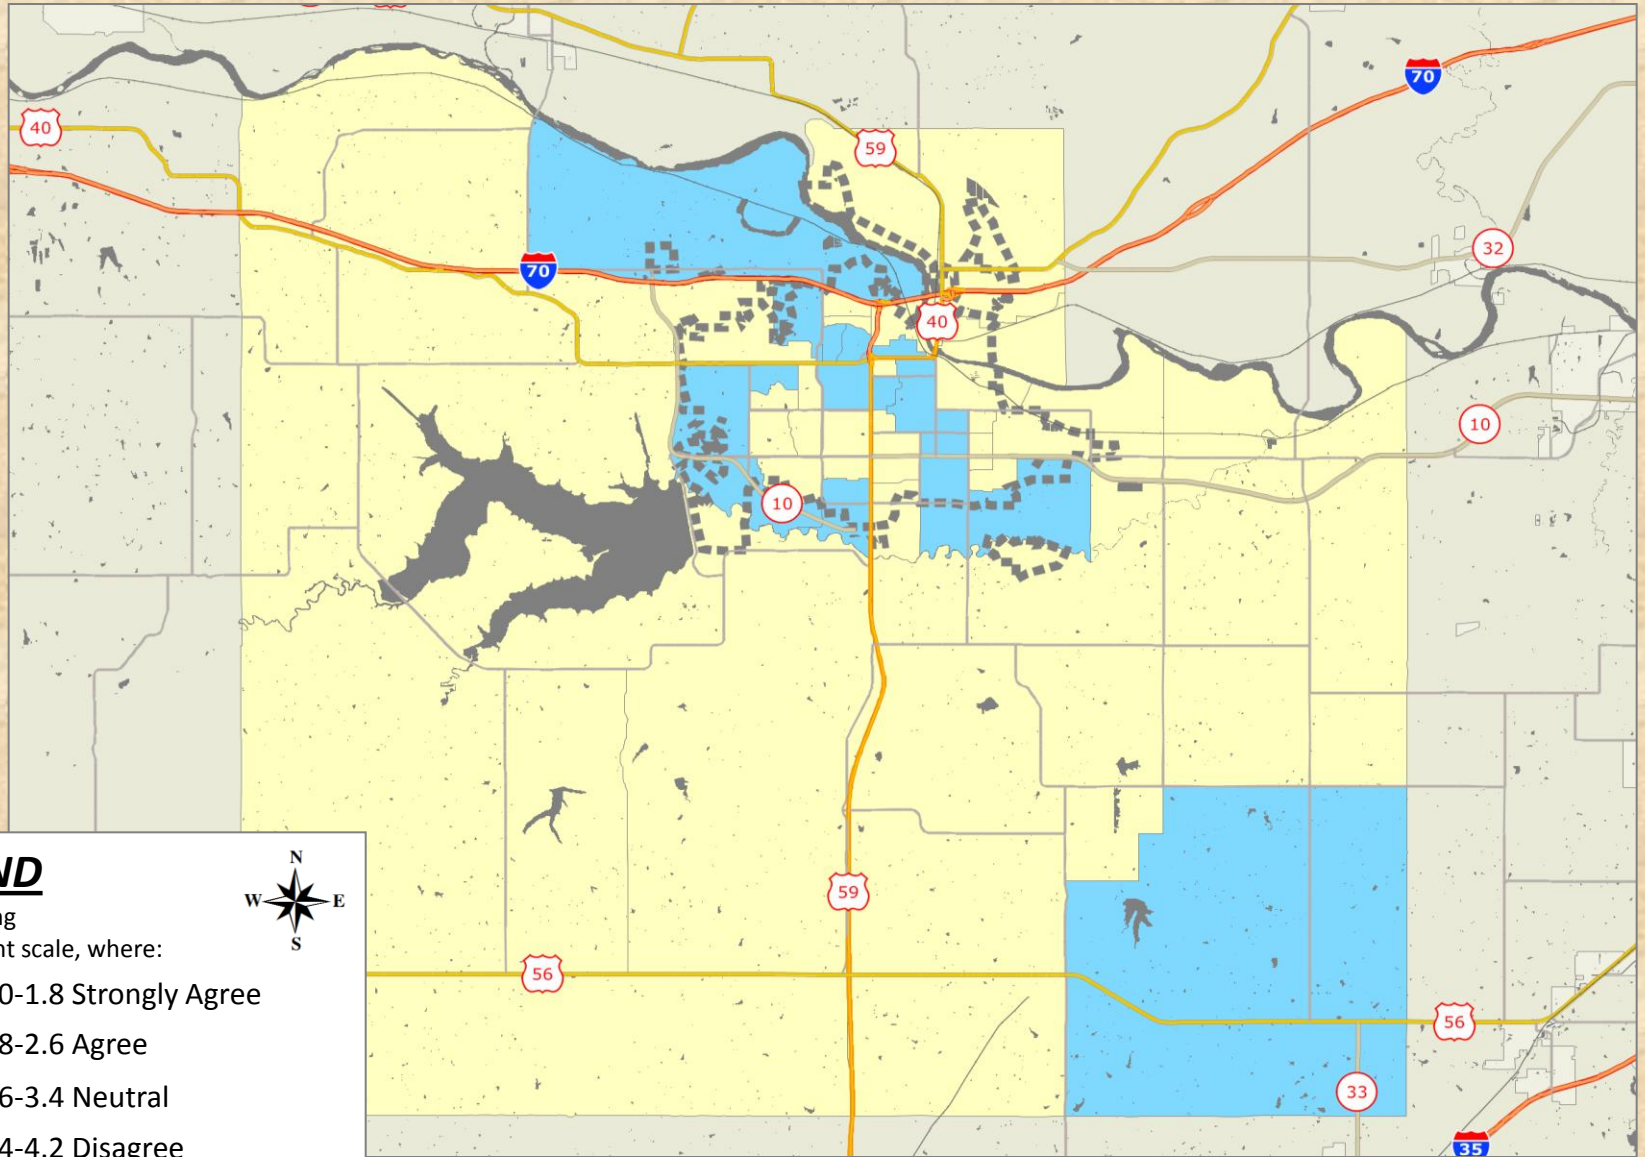 70
40
59
32
70
40
10
10
59
56
56
33
35
ND
N
W E
S
ng
nt scale, where:
0-1.8 Strongly Agree
8-2.6 Agree
6-3.4 Neutral
4-4.2 Disagree